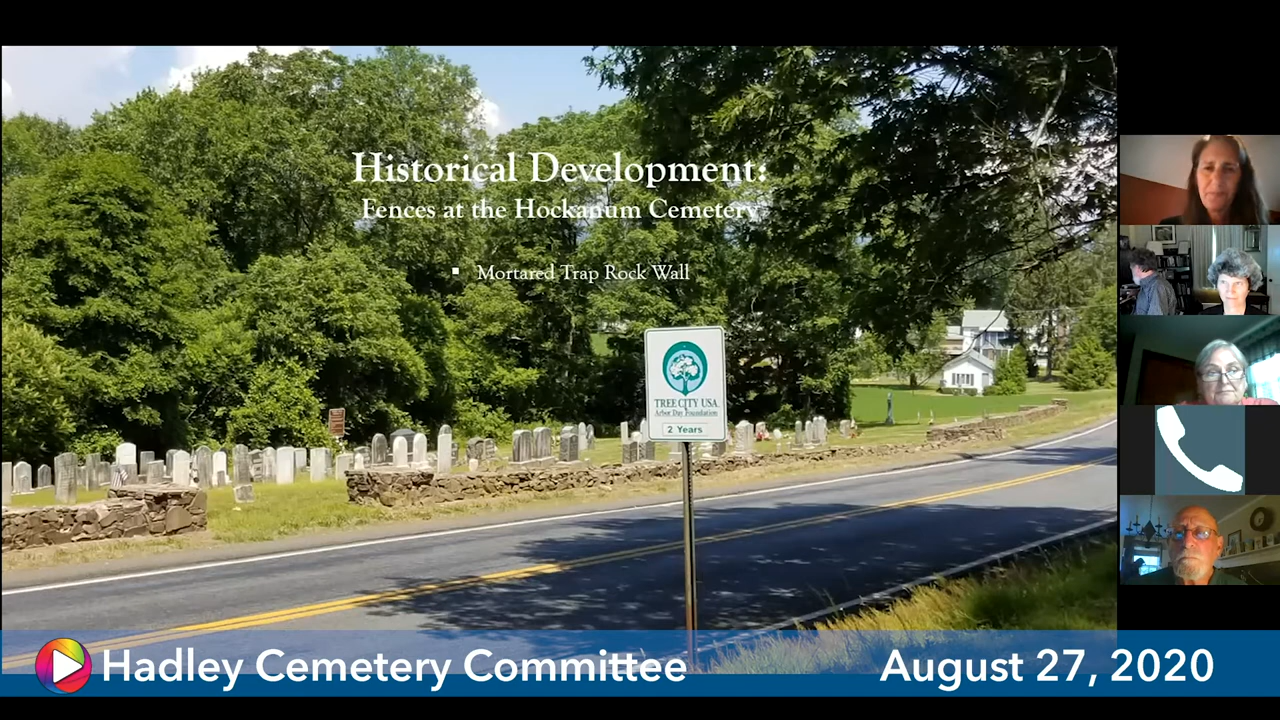 Historical Development:
Fences at the Hockanum Cemetery
▪ Mortared Trap Rock Wall
TREE CITY USA
Arbor Day Foundation
2 Years
Hadley Cemetery Committee
August 27, 2020